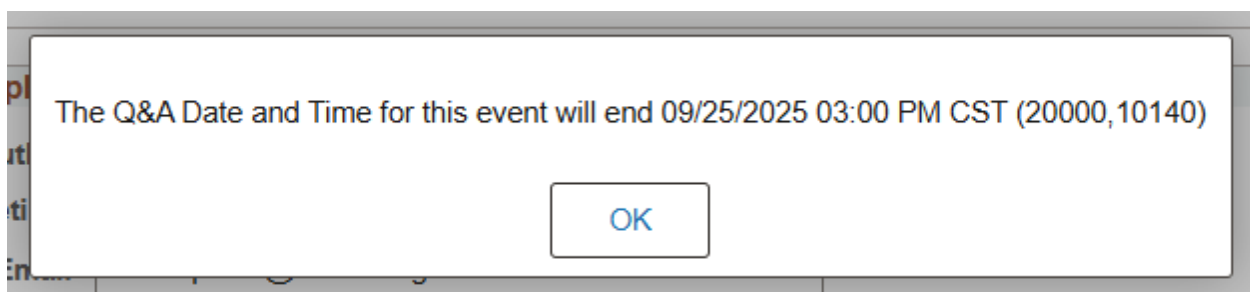 The Q&A Date and Time for this event will end 09/25/2025 03:00 PM CST (20000,10140)
OK